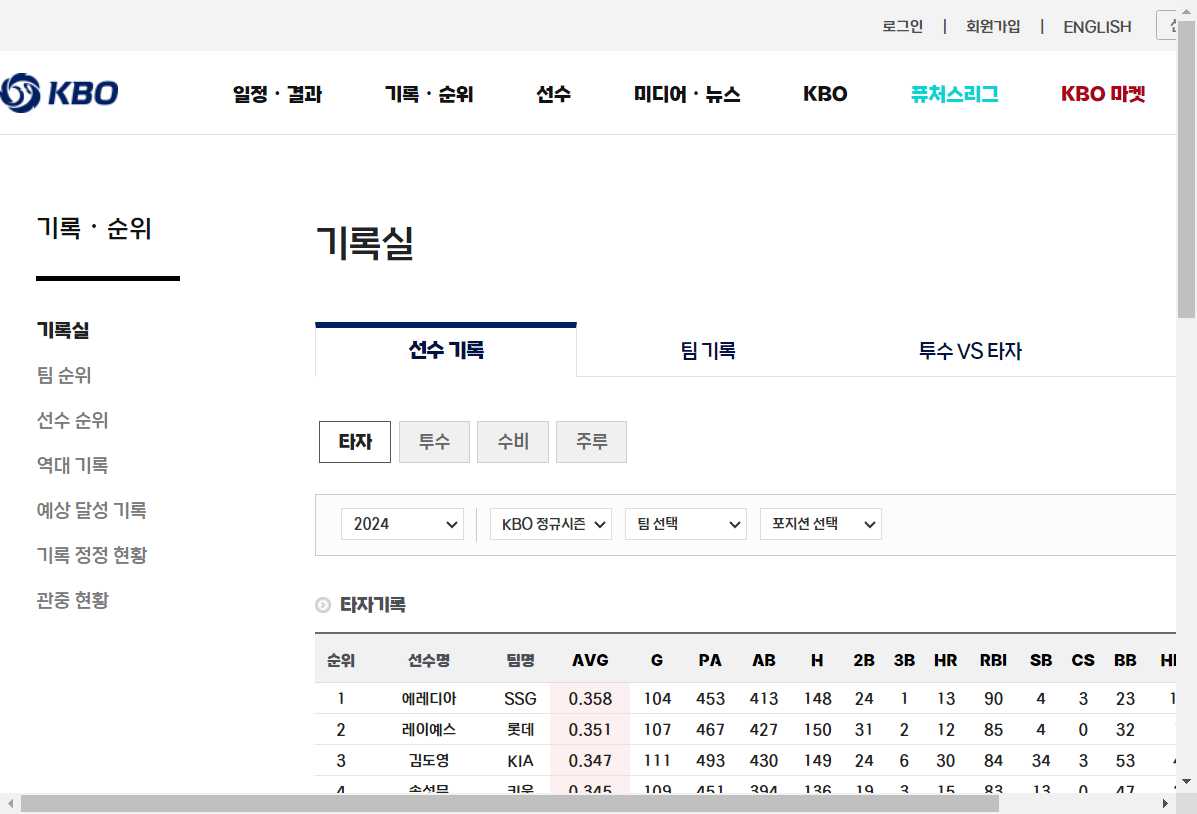 로그인 | 회원가입 | ENGLISH
KBO 일정 · 결과 기록 · 순위 선수 미디어 · 뉴스 KBO 퓨처스리그 KBO 마켓
기록 · 순위
기록실
팀 순위
선수 순위
역대 기록
예상 달성 기록
기록 정정 현황
관중 현황
기록실
선수 기록 팀 기록 투수 VS 타자
타자 투수 수비 주루
2024 KBO 정규시즌 팀 선택 포지션 선택
타자기록
순위 선수명 팀명 AVG G PA AB H 2B 3B HR RBI SB CS BB
1 에레디아 SSG 0.358 104 453 413 148 24 1 13 90 4 3 23
2 레이예스 롯데 0.351 107 467 427 150 31 2 12 85 4 0 32
3 김도영 KIA 0.347 111 493 430 149 24 6 30 84 34 3 53
4 송성문 키움 0.345 109 451 394 136 19 3 15 83 13 0 47